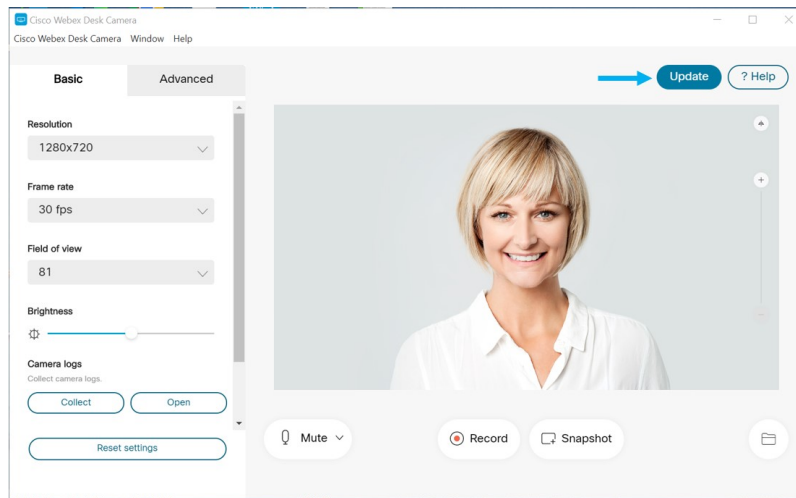 Cisco Webex Desk Camera
Cisco Webex Desk Camera Window Help
Basic Advanced
Update ? Help
Resolution
1280x720
Frame rate
30 fps
Field of view
81
Brightness
Camera logs
Collect camera logs.
Collect Open
Reset settings
Mute Record Snapshot